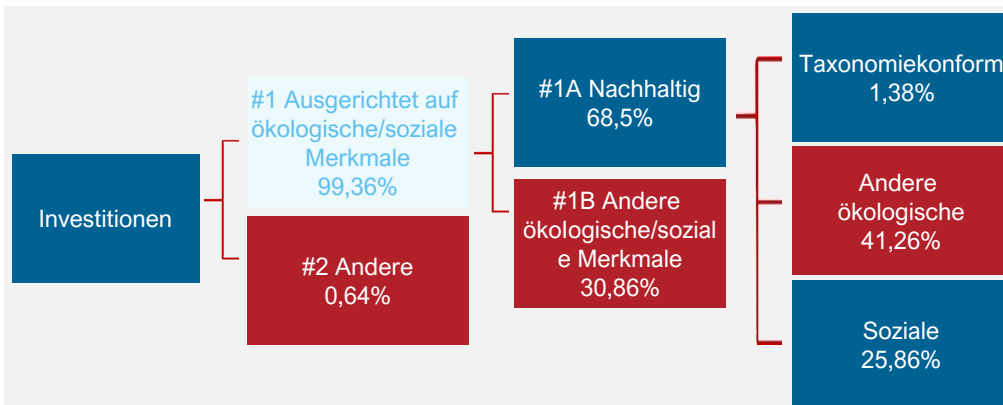 Investitionen
#1 Ausgerichtet auf
ökologische/soziale
Merkmale
99,36%
#2 Andere
0,64%
#1A Nachhaltig
68,5%
#1B Andere
ökologische/sozial
e Merkmale
30,86%
Taxonomiekonform
1,38%
Andere
ökologische
41,26%
Soziale
25,86%